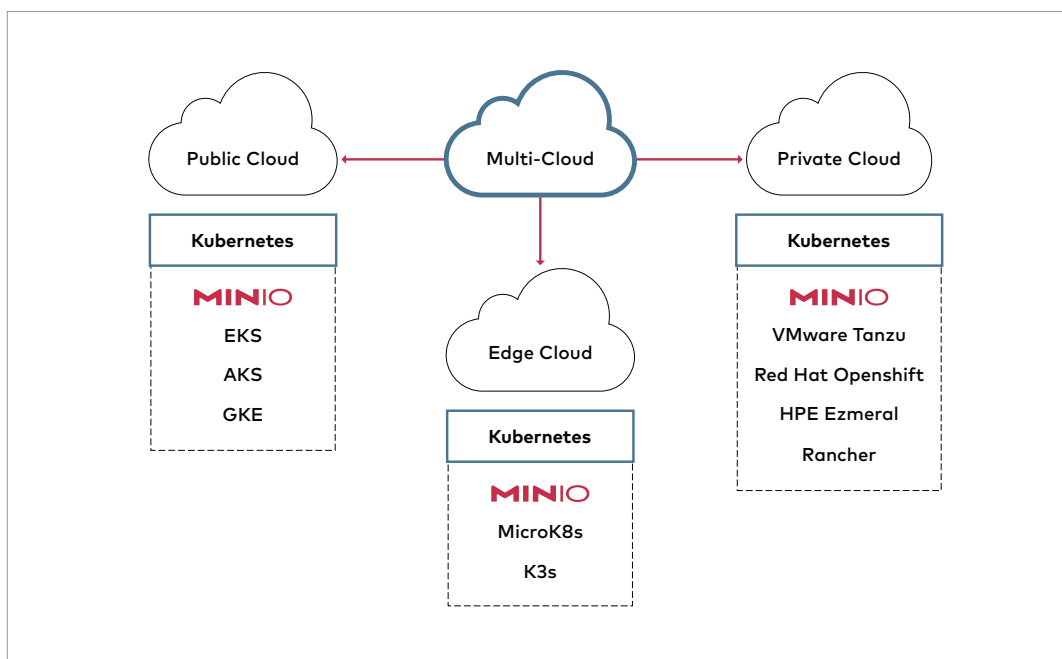 Public Cloud
Multi-Cloud
Private Cloud
Kubernetes
MINIO
EKS
AKS
GKE
Edge Cloud
Kubernetes
MINIO
MicroK8s
K3s
Kubernetes
MINIO
VMware Tanzu
Red Hat Openshift
HPE Ezmeral
Rancher